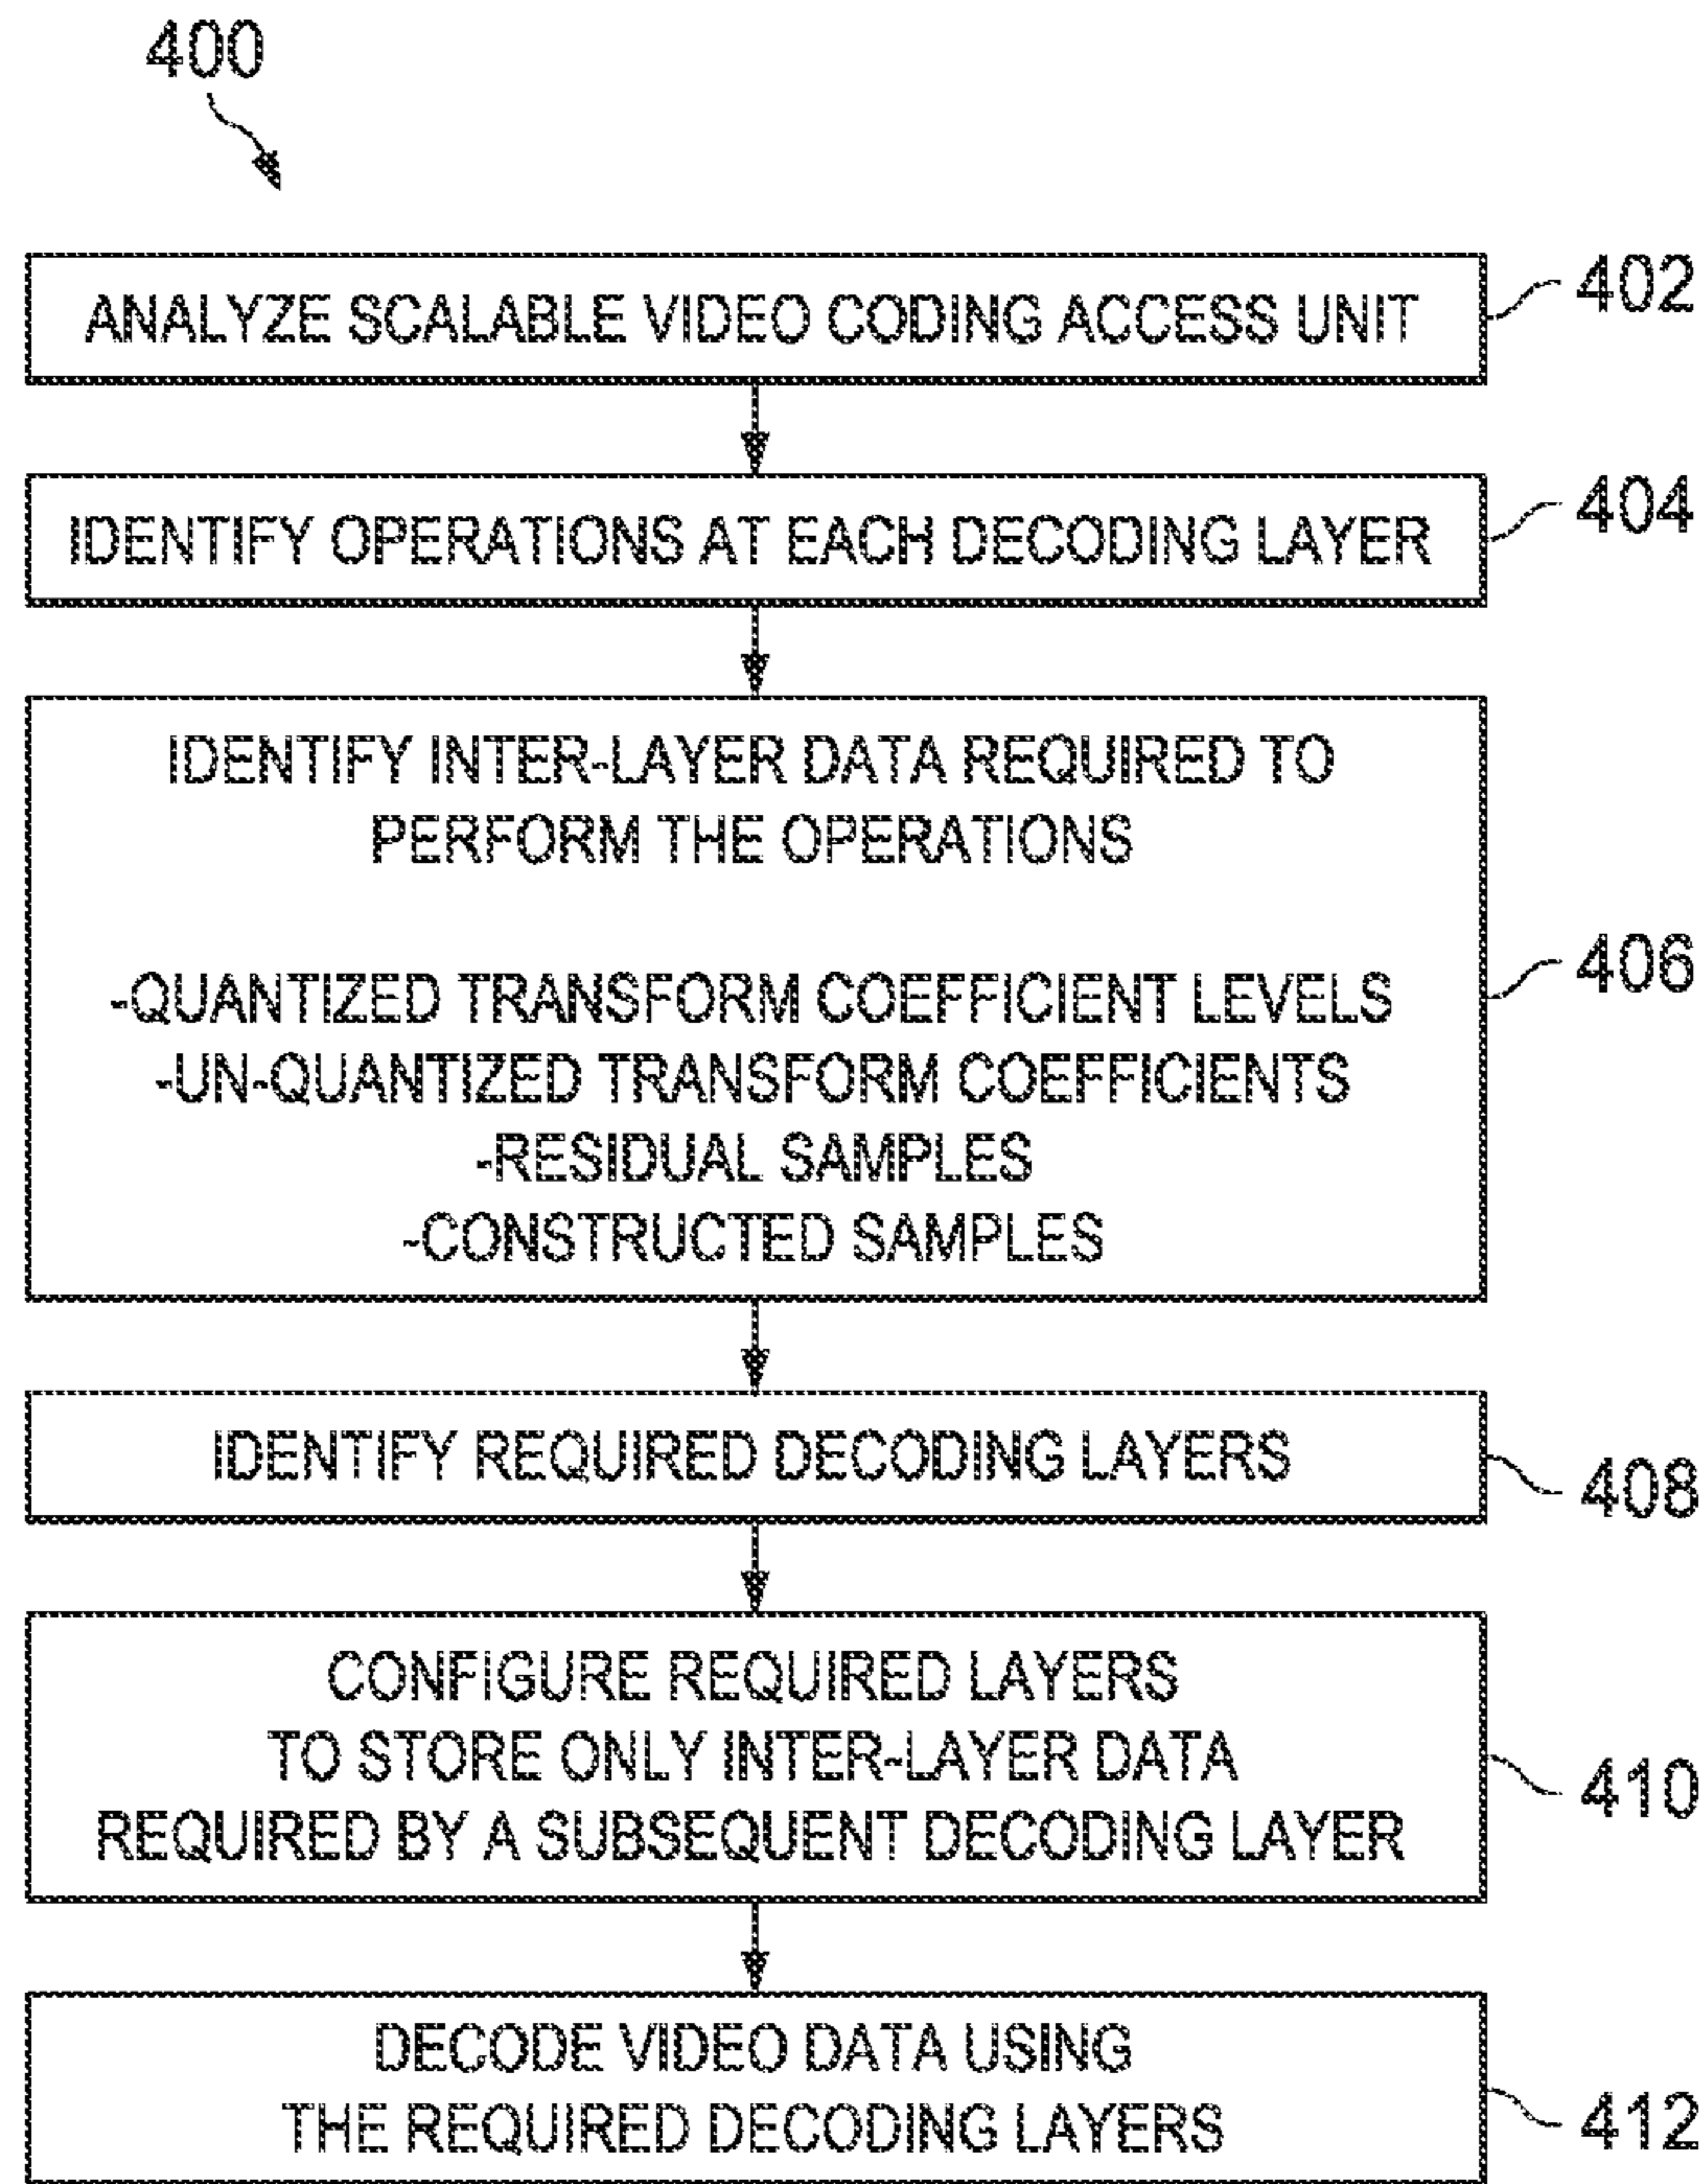 400
ANALYZE SCALABLE VIDEO CODING ACCESS UNIT
402
IDENTIFY OPERATIONS AT EACH DECODING LAYER
404
IDENTIFY INTER-LAYER DATA REQUIRED TO
PERFORM THE OPERATIONS
-QUANTIZED TRANSFORM COEFFICIENT LEVELS
-UN-QUANTIZED TRANSFORM COEFFICIENTS
-RESIDUAL SAMPLES
-CONSTRUCTED SAMPLES
406
IDENTIFY REQUIRED DECODING LAYERS
408
CONFIGURE REQUIRED LAYERS
TO STORE ONLY INTER-LAYER DATA
REQUIRED BY A SUBSEQUENT DECODING LAYER
410
DECODE VIDEO DATA USING
THE REQUIRED DECODING LAYERS
412